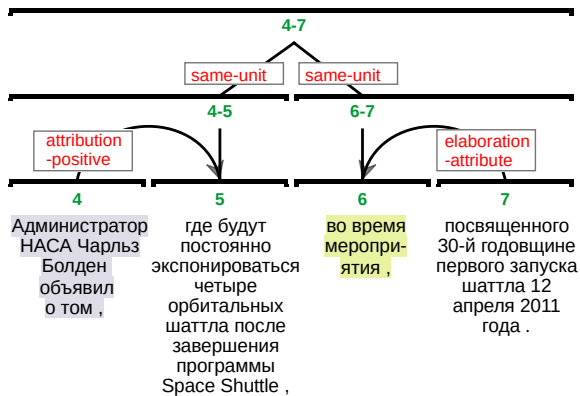 4-7
same-unit same-unit
4-5 6-7
attribution
-positive
elaboration
-attribute
4 5 6 7
Администратор
НАСА Чарльз
Болден
объявил
о том ,
где будут
постоянно
экспонироваться
четыре
орбитальных
шаттла после
завершения
программы
Space Shuttle ,
во время
меропри-
ятия ,
посвященного
30-й годовщине
первого запуска
шаттла 12
апреля 2011
года .